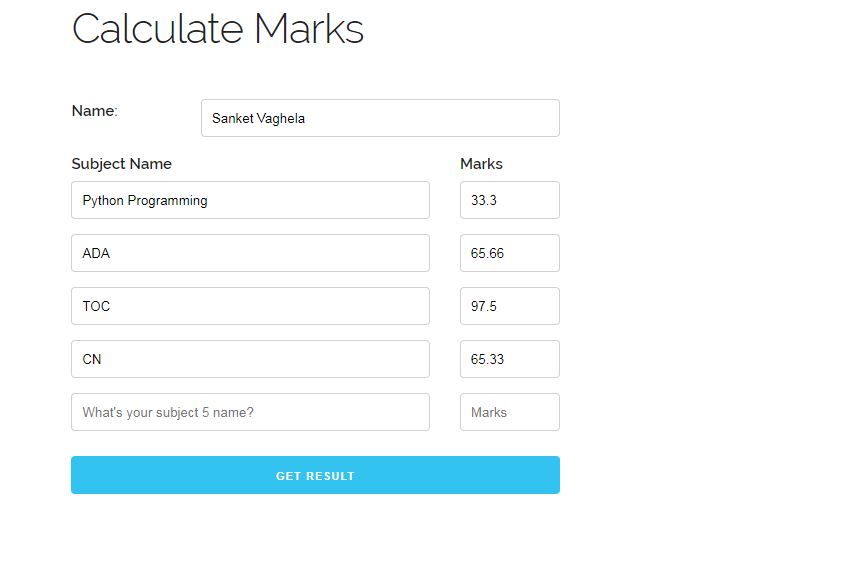 Calculate Marks
Name: Sanket Vaghela
Subject Name Marks
Python Programming 33.3
ADA 65.66
TOC 97.5
CN 65.33
What's your subject 5 name? Marks
GET RESULT